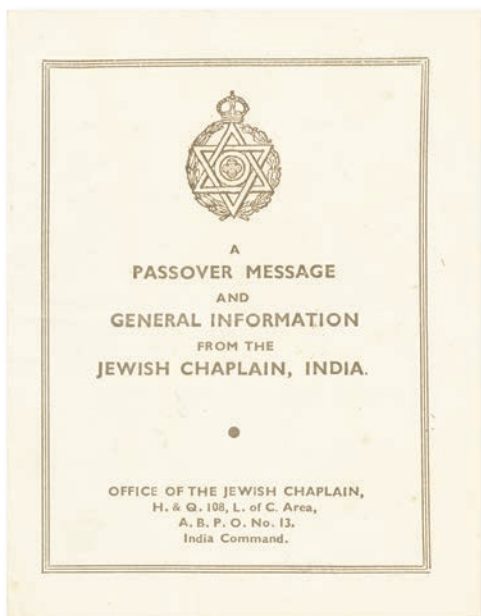 A
PASSOVER MESSAGE
AND
GENERAL INFORMATION
FROM THE
JEWISH CHAPLAIN, INDIA.
OFFICE OF THE JEWISH CHAPLAIN,
H. & Q. 108, L. of C. Area,
A. B. P. O. No. 13.
India Command.